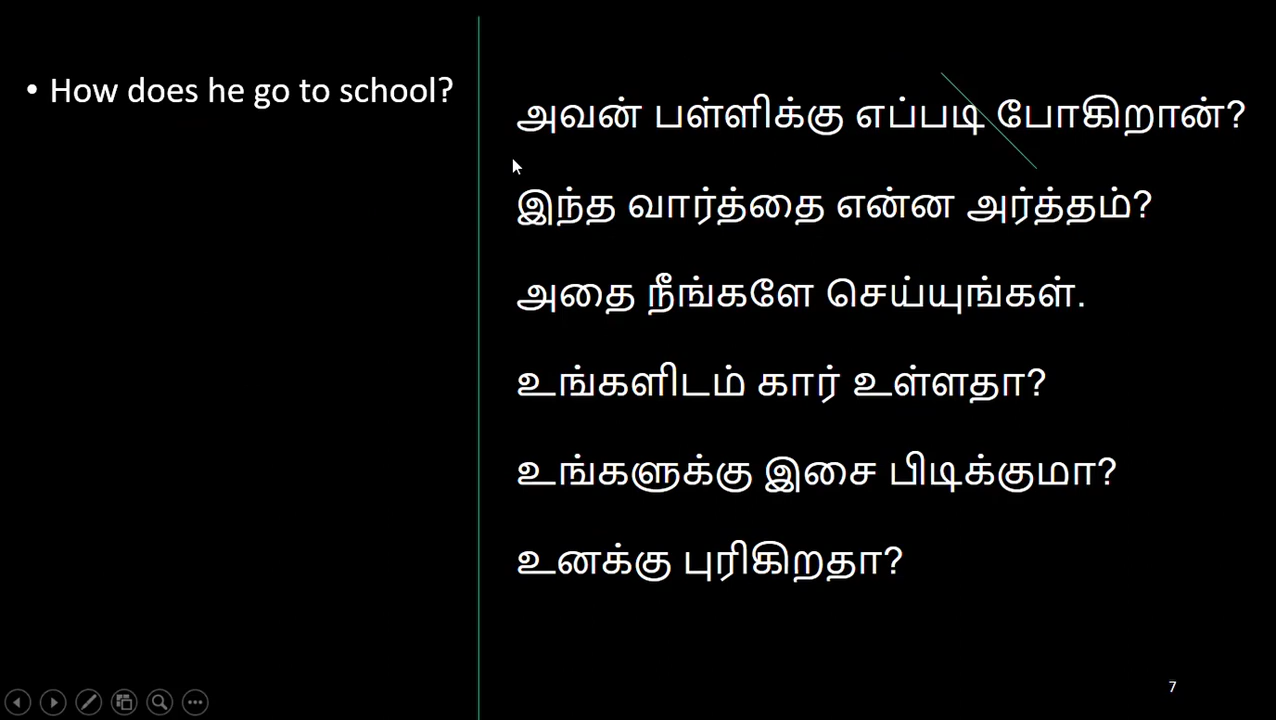 • How does he go to school?
அவன் பள்ளிக்கு எப்படி போகிறான்?
இந்த வார்த்தை என்ன அர்த்தம்?
அதை நீங்களே செய்யுங்கள்.
உங்களிடம் கார் உள்ளதா?
உங்களுக்கு இசை பிடிக்குமா?
உனக்கு புரிகிறதா?
7